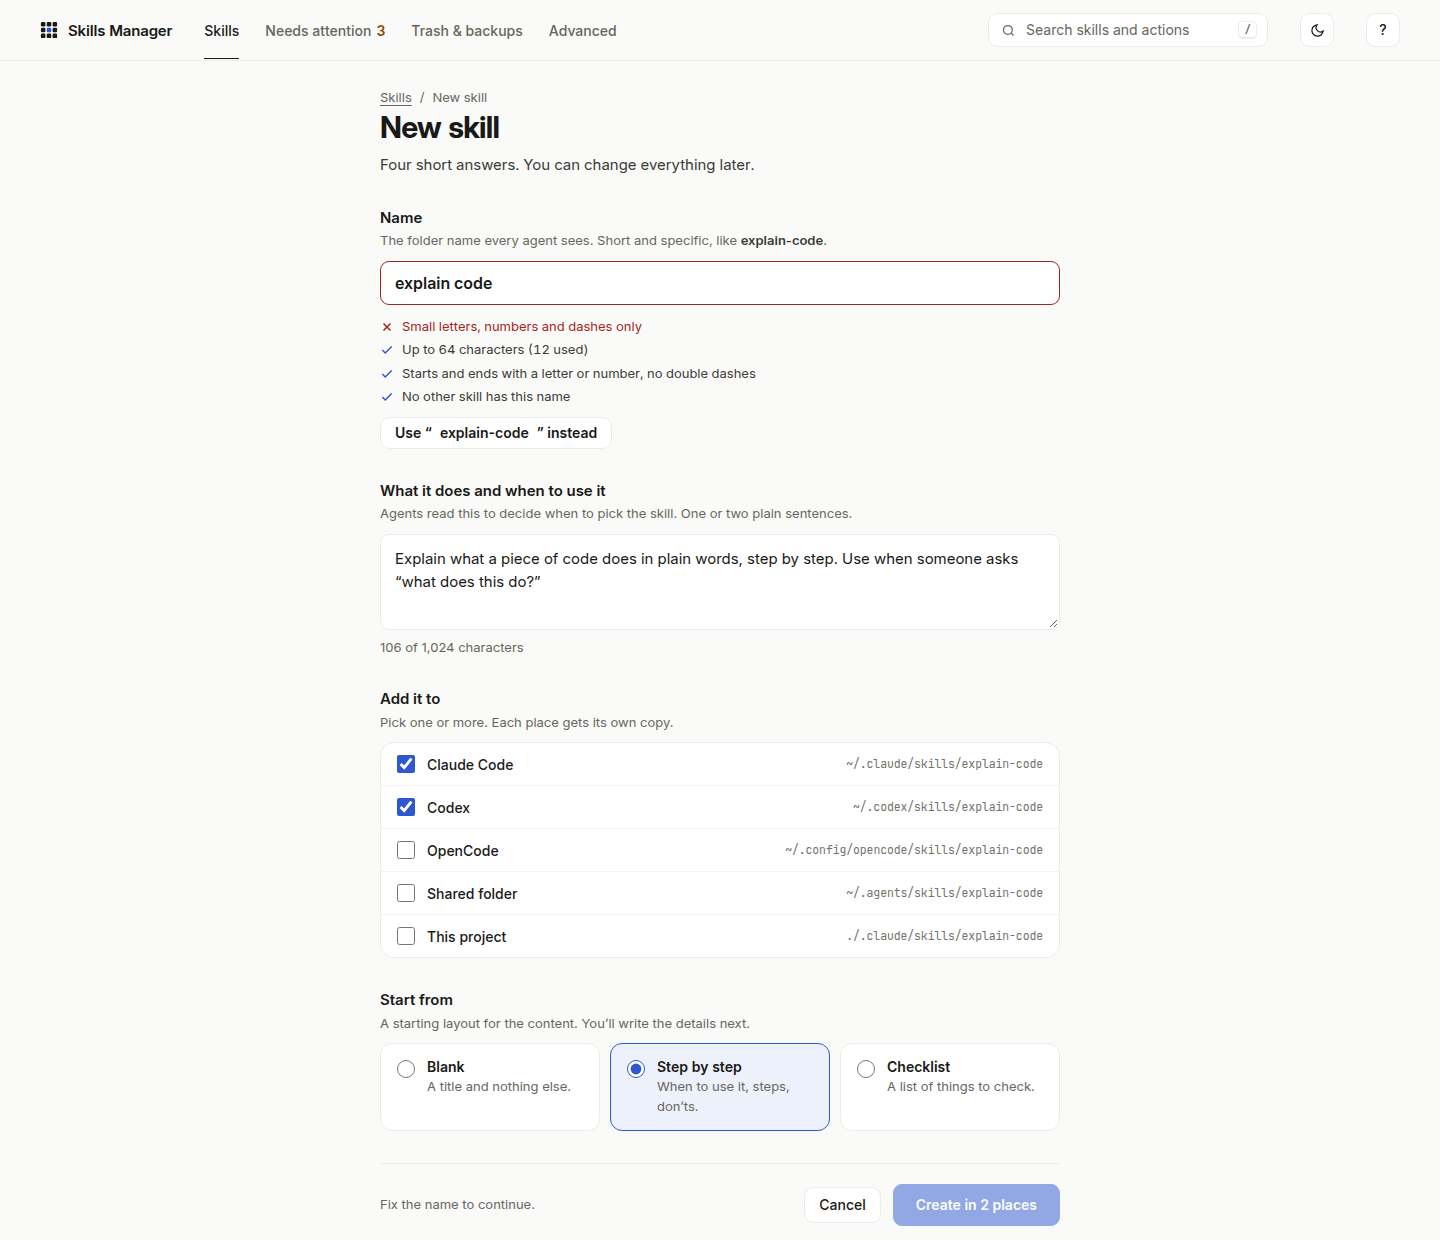 Skills Manager
Skills
Needs attention 3
Trash & backups
Advanced
Search skills and actions
/
?
Skills / New skill
New skill
Four short answers. You can change everything later.
Name
The folder name every agent sees. Short and specific, like explain-code.
explain code
Small letters, numbers and dashes only
Up to 64 characters (12 used)
Starts and ends with a letter or number, no double dashes
No other skill has this name
Use “ explain-code ” instead
What it does and when to use it
Agents read this to decide when to pick the skill. One or two plain sentences.
Explain what a piece of code does in plain words, step by step. Use when someone asks
“what does this do?”
106 of 1,024 characters
Add it to
Pick one or more. Each place gets its own copy.
Claude Code
~/.claude/skills/explain-code
Codex
~/.codex/skills/explain-code
OpenCode
~/.config/opencode/skills/explain-code
Shared folder
~/.agents/skills/explain-code
This project
./.claude/skills/explain-code
Start from
A starting layout for the content. You’ll write the details next.
Blank
A title and nothing else.
Step by step
When to use it, steps,
don’ts.
Checklist
A list of things to check.
Fix the name to continue.
Cancel
Create in 2 places